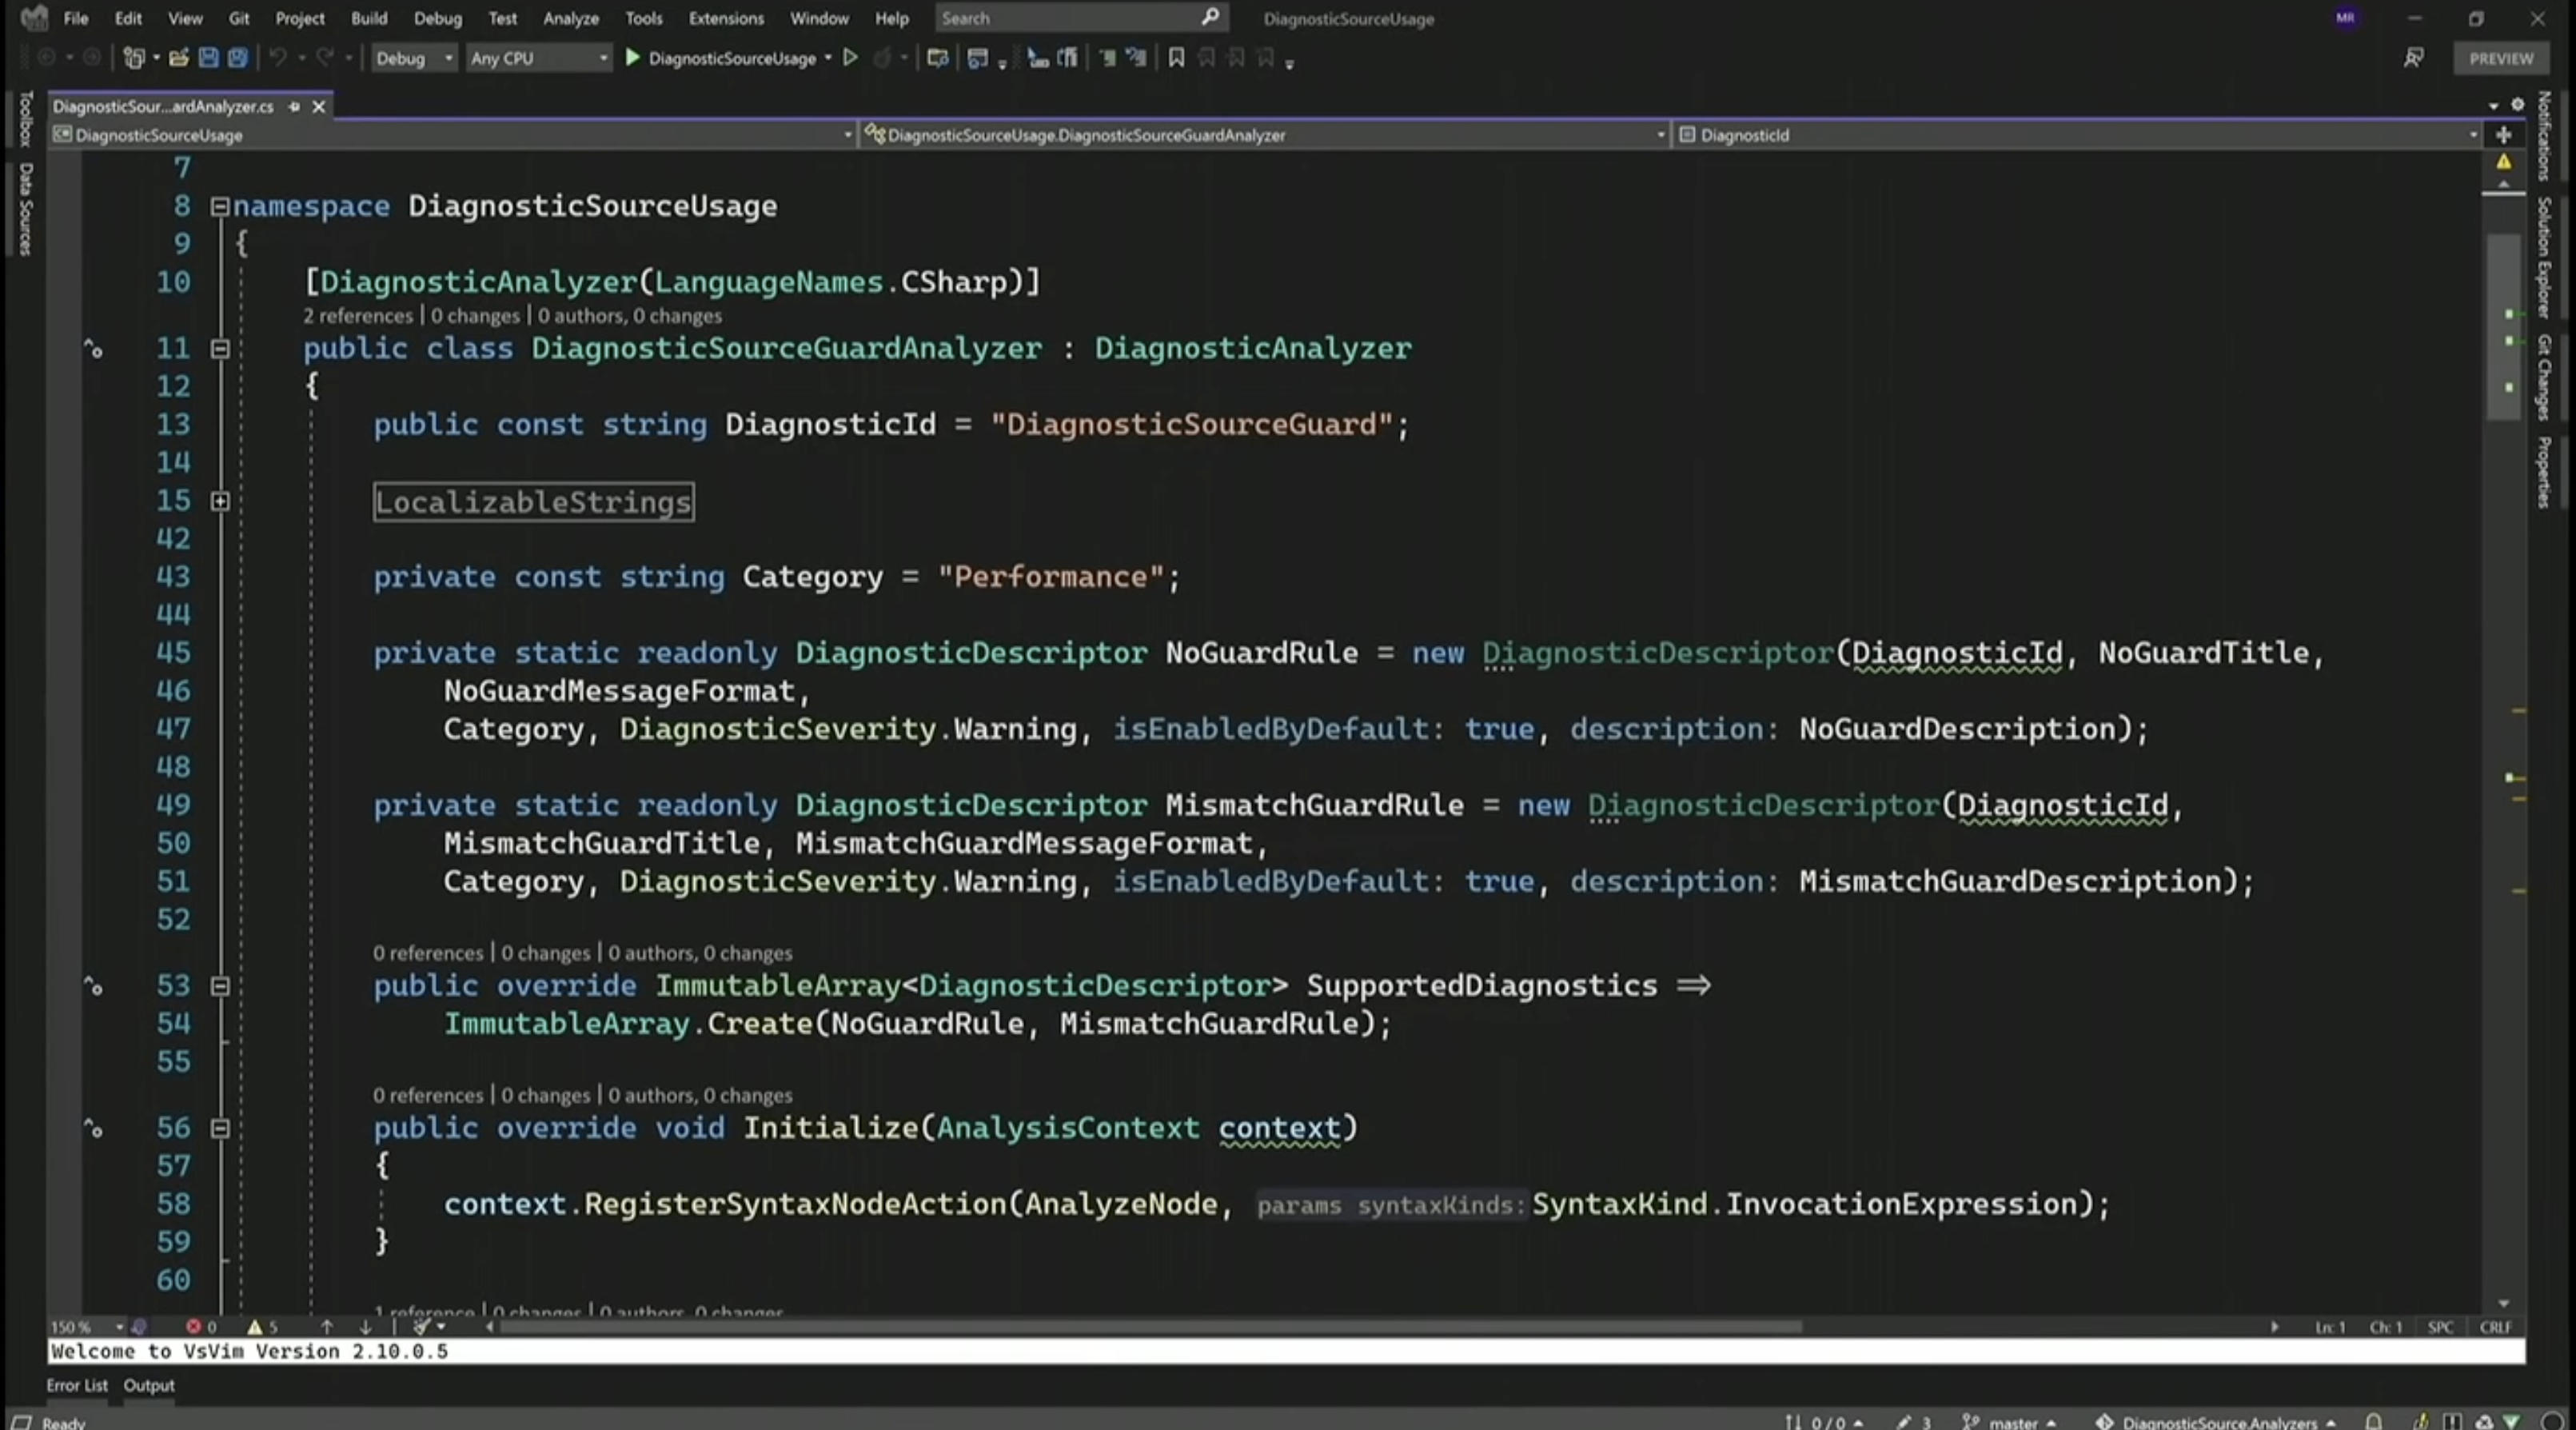 File Edit View Git Project Build Debug Test Analyze Tools Extensions Window Help Search DiagnosticSourceUsage MR
Debug Any CPU DiagnosticSourceUsage PREVIEW
DiagnosticSour...ardAnalyzer.cs
DiagnosticSourceUsage DiagnosticSourceUsage.DiagnosticSourceGuardAnalyzer DiagnosticId
Toolbox
Data Sources
Notifications
Solution Explorer
Git Changes
Properties
7
8 namespace DiagnosticSourceUsage
9 {
10 [DiagnosticAnalyzer(LanguageNames.CSharp)]
2 references | 0 changes | 0 authors, 0 changes
11 public class DiagnosticSourceGuardAnalyzer : DiagnosticAnalyzer
12 {
13 public const string DiagnosticId = "DiagnosticSourceGuard";
14
15 LocalizableStrings
42
43 private const string Category = "Performance";
44
45 private static readonly DiagnosticDescriptor NoGuardRule = new DiagnosticDescriptor(DiagnosticId, NoGuardTitle,
46 NoGuardMessageFormat,
47 Category, DiagnosticSeverity.Warning, isEnabledByDefault: true, description: NoGuardDescription);
48
49 private static readonly DiagnosticDescriptor MismatchGuardRule = new DiagnosticDescriptor(DiagnosticId,
50 MismatchGuardTitle, MismatchGuardMessageFormat,
51 Category, DiagnosticSeverity.Warning, isEnabledByDefault: true, description: MismatchGuardDescription);
52
0 references | 0 changes | 0 authors, 0 changes
53 public override ImmutableArray<DiagnosticDescriptor> SupportedDiagnostics =>
54 ImmutableArray.Create(NoGuardRule, MismatchGuardRule);
55
0 references | 0 changes | 0 authors, 0 changes
56 public override void Initialize(AnalysisContext context)
57 {
58 context.RegisterSyntaxNodeAction(AnalyzeNode, params syntaxKinds: SyntaxKind.InvocationExpression);
59 }
60
1 reference | 0 changes | 0 authors, 0 changes
150 % 0 5 Ln: 1 Ch: 1 SPC CRLF
Welcome to VsVim Version 2.10.0.5
Error List Output
Ready 0 / 0 3 master DiagnosticSource.Analyzers